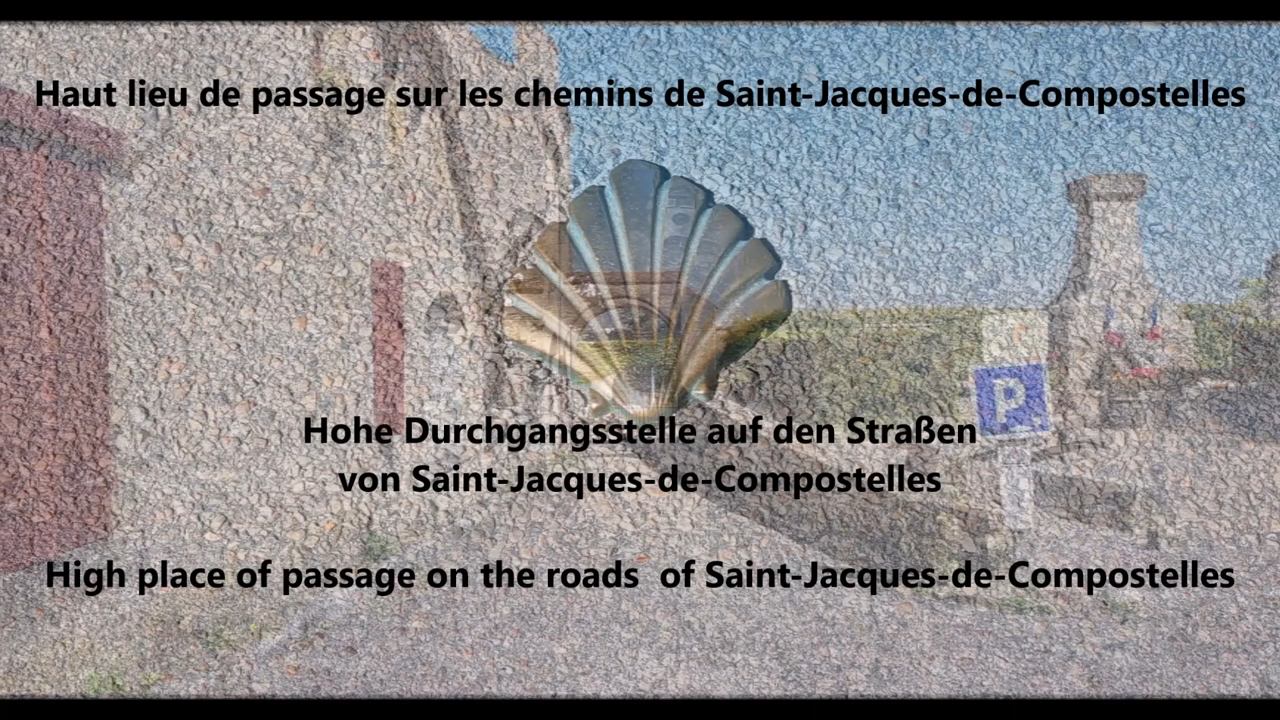 Haut lieu de passage sur les chemins de Saint-Jacques-de-Compostelles
P
Hohe Durchgangsstelle auf den Straßen
von Saint-Jacques-de-Compostelles
High place of passage on the roads  of Saint-Jacques-de-Compostelles